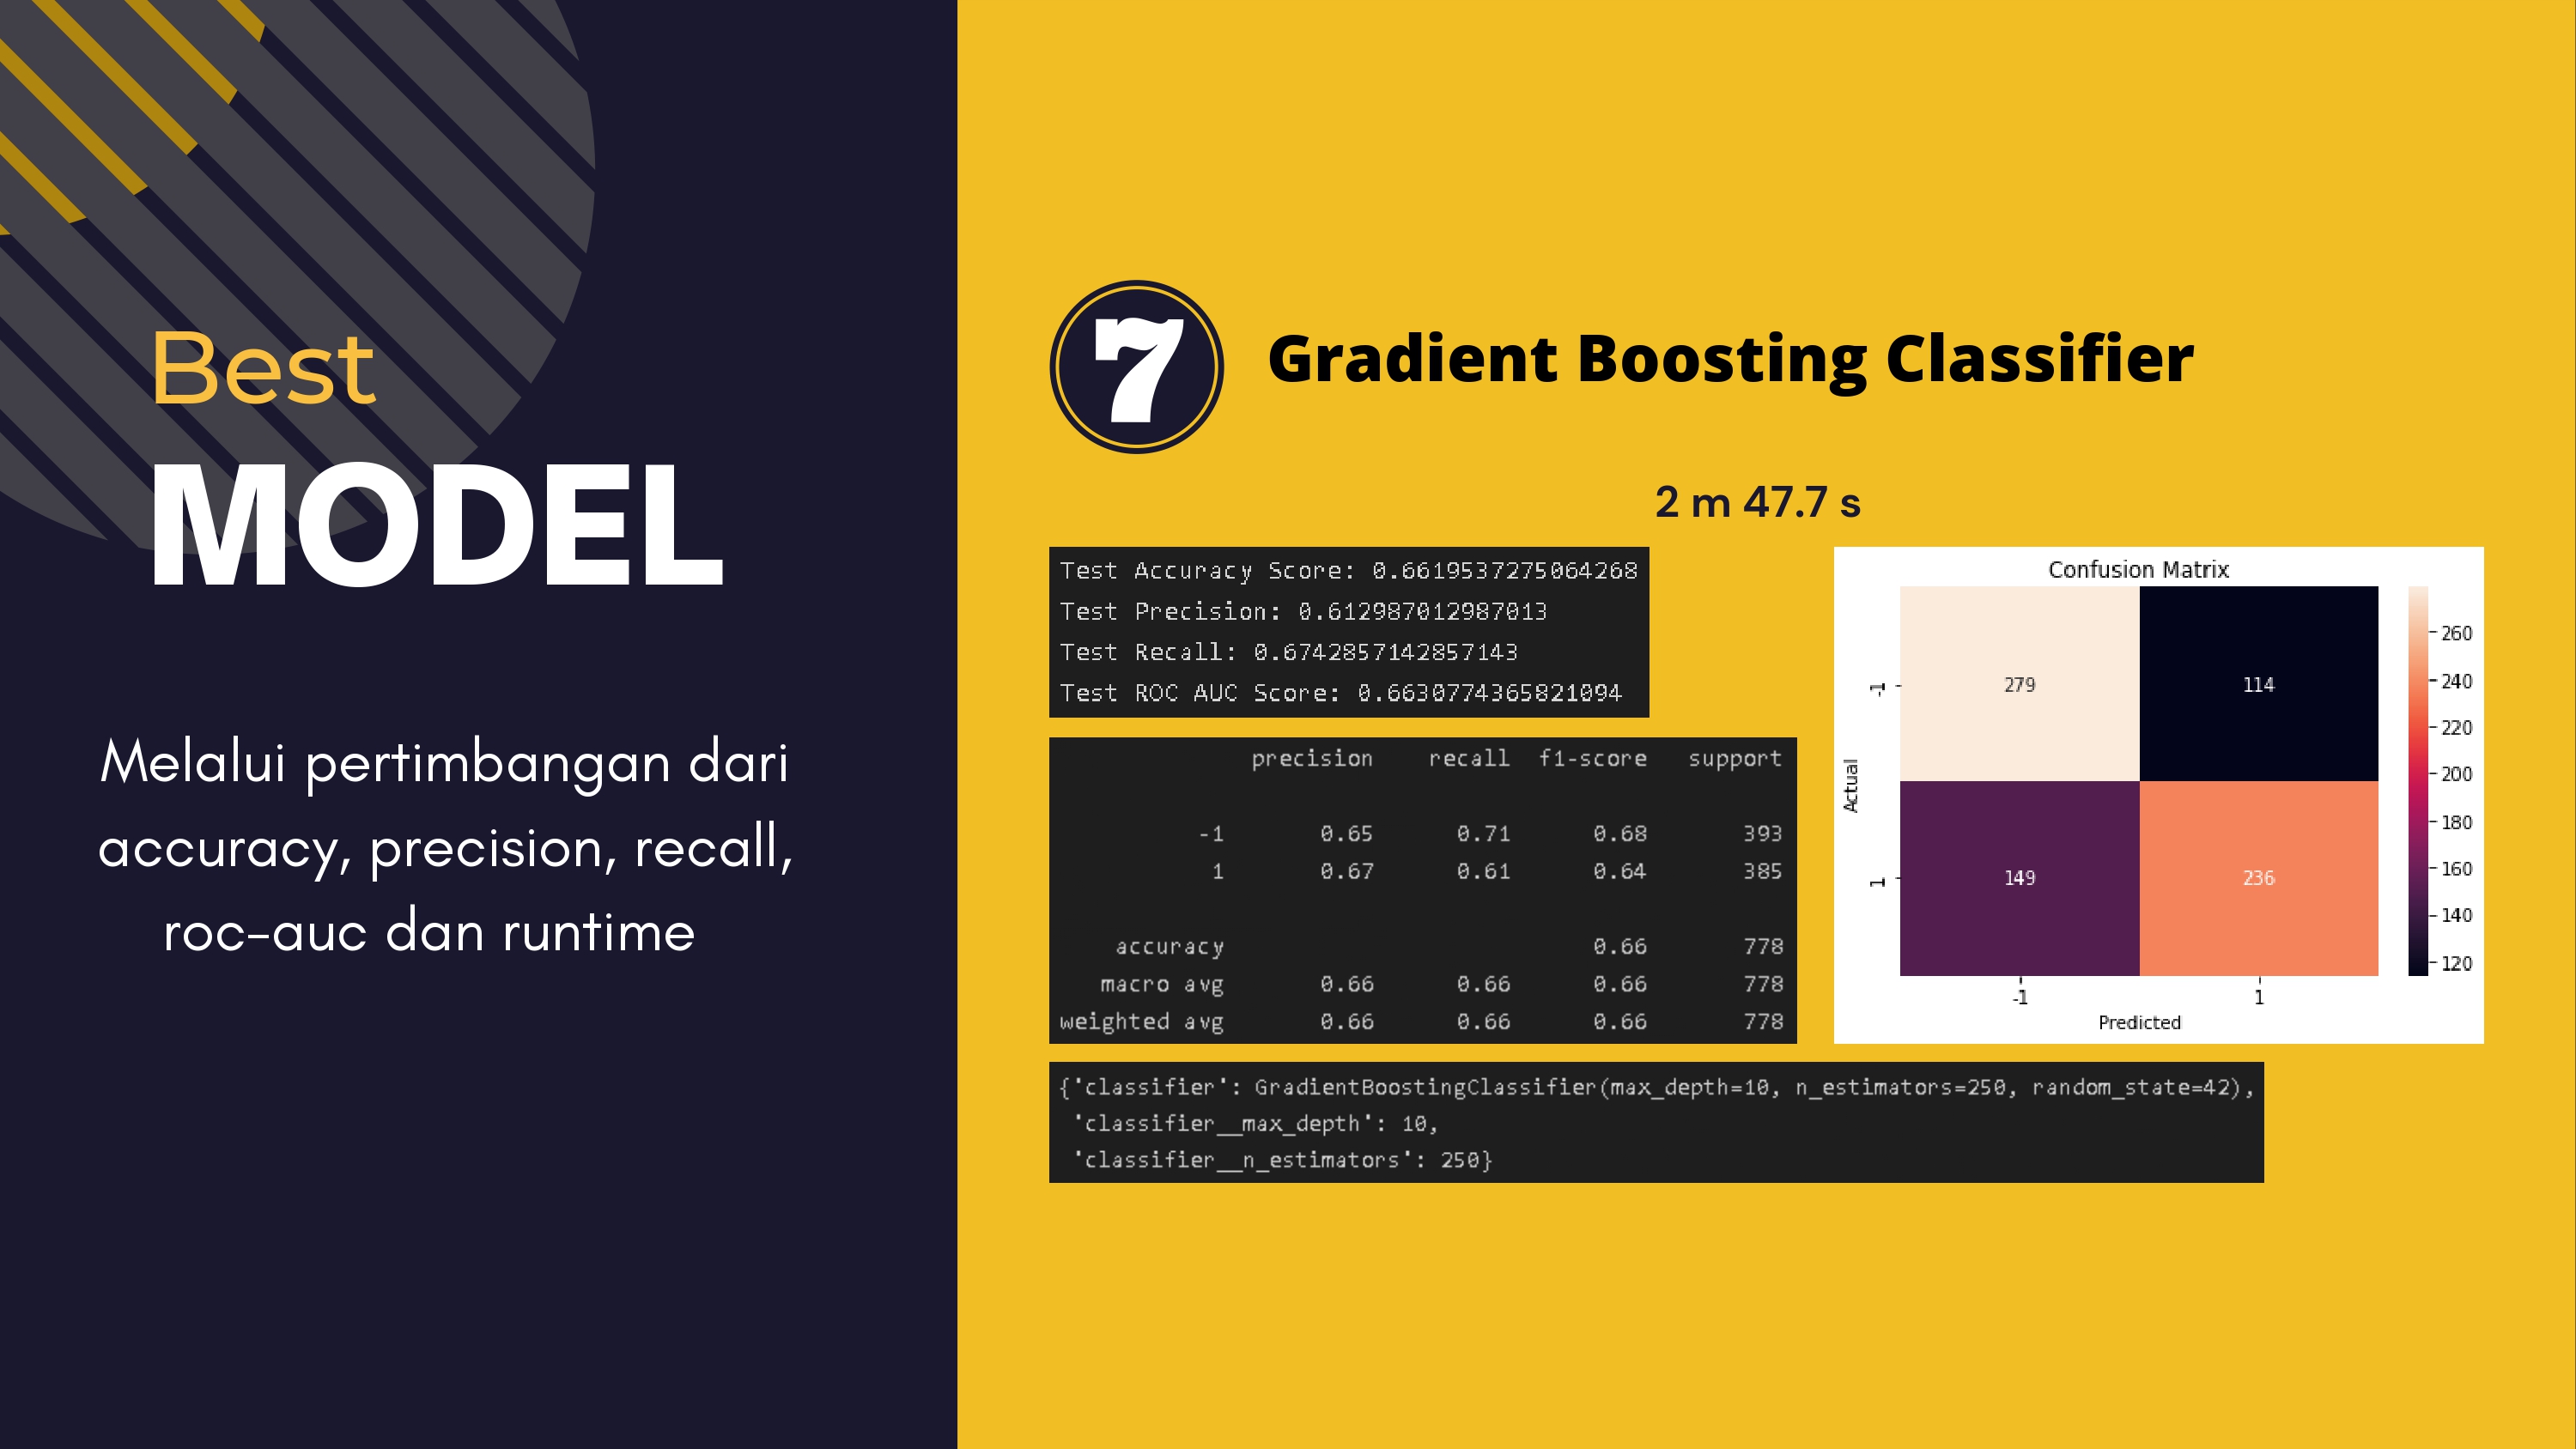 Best
MODEL
Melalui pertimbangan dari
accuracy, precision, recall,
roc-auc dan runtime
7
Gradient Boosting Classifier
2 m 47.7 s
Test Accuracy Score: 0.6619537275064268
Test Precision: 0.612987012987013
Test Recall: 0.6742857142857143
Test ROC AUC Score: 0.6630774365821094
precision recall f1-score support
-1 0.65 0.71 0.68 393
1 0.67 0.61 0.64 385
accuracy 0.66 778
macro avg 0.66 0.66 0.66 778
weighted avg 0.66 0.66 0.66 778
Confusion Matrix
Actual
-1
1
279 114
149 236
-1 1
Predicted
260
240
220
200
180
160
140
120
{'classifier': GradientBoostingClassifier(max_depth=10, n_estimators=250, random_state=42),
'classifier__max_depth': 10,
'classifier__n_estimators': 250}